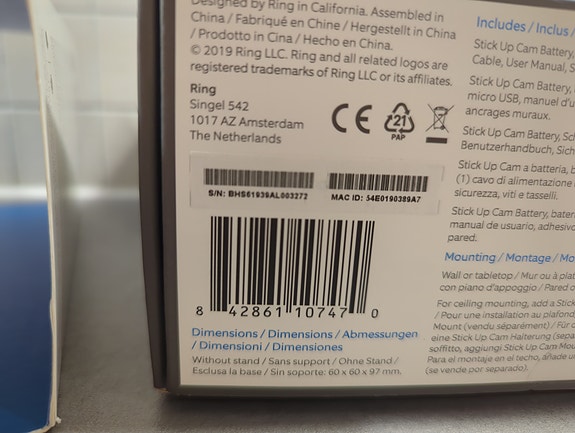 Designed by Ring in California. Assembled in
China / Fabriqué en Chine / Hergestellt in China
/ Prodotto in Cina / Hecho en China.
© 2019 Ring LLC. Ring and all related logos are
registered trademarks of Ring LLC or its affiliates.
Ring
Singel 542
1017 AZ Amsterdam
The Netherlands
CE
21
PAP
S/N: BHS61939AL003272
MAC ID: 54E0190389A7
8 42861 10747 0
Dimensions / Dimensions / Abmessungen
/ Dimensioni / Dimensiones
Without stand / Sans support / Ohne Stand /
Esclusa la base / Sin soporte: 60 x 60 x 97 mm.
Includes / Inclus /
Stick Up Cam Battery,
Cable, User Manual, S
Stick Up Cam Battery,
micro USB, manuel d'u
ancrages muraux.
Stick Up Cam Battery, Sch
Benutzerhandbuch, Sich
Stick Up Cam a batteria, b
(1) cavo di alimentazione
sicurezza, viti e tasselli.
Stick Up Cam Battery, bater
manual de usuario, adhesivo
pared.
Mounting / Montage / Mo
Wall or tabletop / Mur ou à plat
con piano d'appoggio / Pared o
For ceiling mounting, add a Stick
/ Pour une installation au plafond,
Mount (vendu séparément) / Für d
eine Stick Up Cam Halterung (sepa
soffitto, aggiungi Stick Up Cam Mou
Para el montaje en el techo, añade un
(se vende por separado).